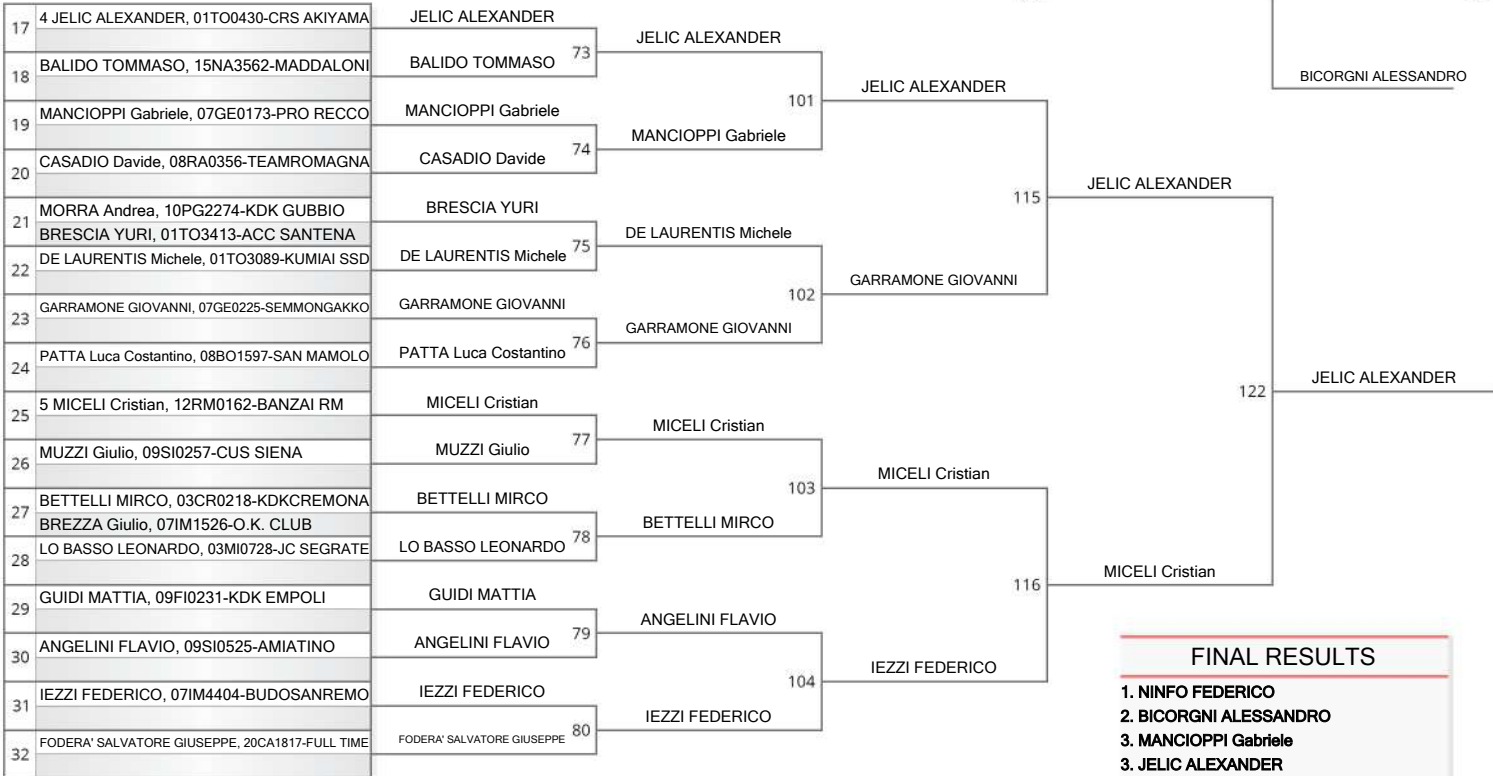 17
4 JELIC ALEXANDER, 01TO0430-CRS AKIYAMA
18
BALIDO TOMMASO, 15NA3562-MADDALONI
19
MANCIOPPI Gabriele, 07GE0173-PRO RECCO
20
CASADIO Davide, 08RA0356-TEAMROMAGNA
21
MORRA Andrea, 10PG2274-KDK GUBBIO
BRESCIA YURI, 01TO3413-ACC SANTENA
22
DE LAURENTIS Michele, 01TO3089-KUMIAI SSD
23
GARRAMONE GIOVANNI, 07GE0225-SEMMONGAKKO
24
PATTA Luca Costantino, 08BO1597-SAN MAMOLO
25
5 MICELI Cristian, 12RM0162-BANZAI RM
26
MUZZI Giulio, 09SI0257-CUS SIENA
27
BETTELLI MIRCO, 03CR0218-KDKCREMONA
BREZZA Giulio, 07IM1526-O.K. CLUB
28
LO BASSO LEONARDO, 03MI0728-JC SEGRATE
29
GUIDI MATTIA, 09FI0231-KDK EMPOLI
30
ANGELINI FLAVIO, 09SI0525-AMIATINO
31
IEZZI FEDERICO, 07IM4404-BUDOSANREMO
32
FODERA' SALVATORE GIUSEPPE, 20CA1817-FULL TIME
JELIC ALEXANDER
73
BALIDO TOMMASO
MANCIOPPI Gabriele
74
CASADIO Davide
BRESCIA YURI
75
DE LAURENTIS Michele
GARRAMONE GIOVANNI
76
PATTA Luca Costantino
MICELI Cristian
77
MUZZI Giulio
BETTELLI MIRCO
78
LO BASSO LEONARDO
GUIDI MATTIA
79
ANGELINI FLAVIO
IEZZI FEDERICO
80
FODERA' SALVATORE GIUSEPPE
JELIC ALEXANDER
101
MANCIOPPI Gabriele
DE LAURENTIS Michele
102
GARRAMONE GIOVANNI
MICELI Cristian
103
BETTELLI MIRCO
ANGELINI FLAVIO
104
IEZZI FEDERICO
JELIC ALEXANDER
115
GARRAMONE GIOVANNI
MICELI Cristian
116
IEZZI FEDERICO
JELIC ALEXANDER
122
MICELI Cristian
BICORGNI ALESSANDRO
JELIC ALEXANDER
FINAL RESULTS
1. NINFO FEDERICO
2. BICORGNI ALESSANDRO
3. MANCIOPPI Gabriele
3. JELIC ALEXANDER